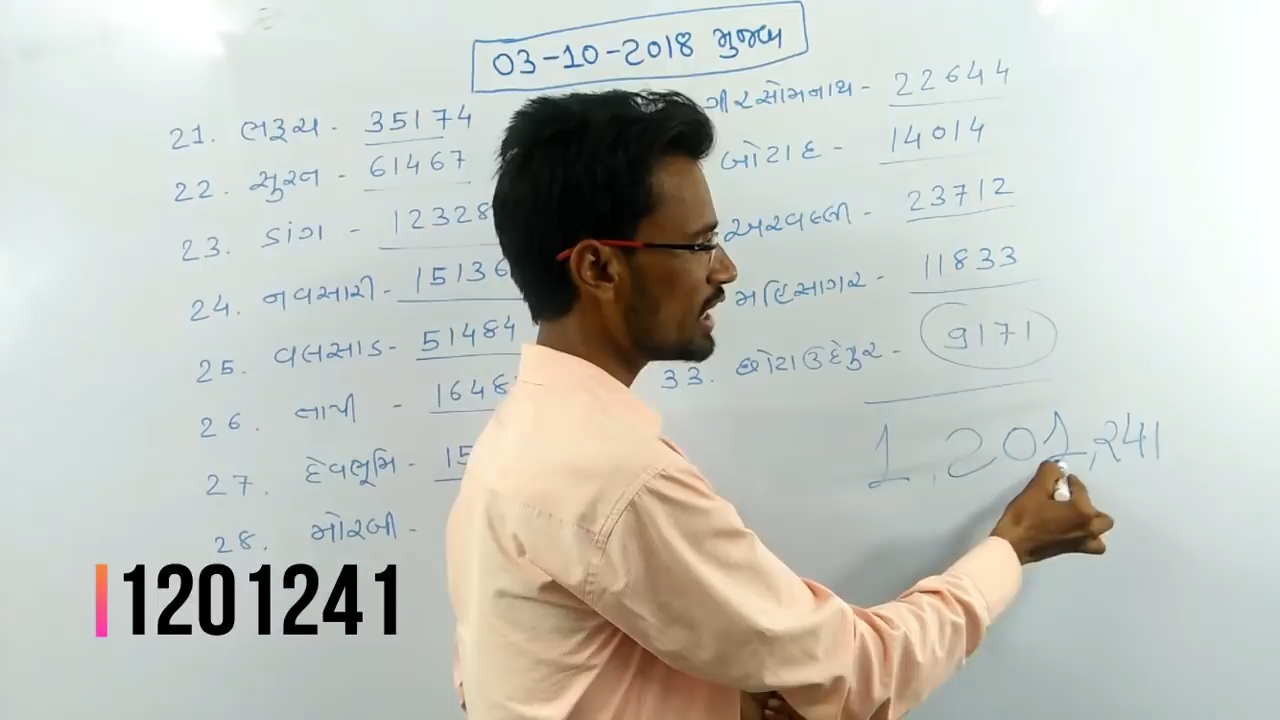 03-10-2018 મુજબ
21. ભરૂચ - 35174
22. સુરત - 61467
23. ડાંગ - 12328
24. નવસારી - 15136
25. વલસાડ - 51484
26. તાપી - 1648
27. દેવભૂમિ - 15
28. મોરબી -
ગીરસોમનાથ - 22644
બોટાદ - 14014
અરવલ્લી - 23712
મહિસાગર - 11833
33. છોટાઉદેપુર - 9171
1,201,241
1201241